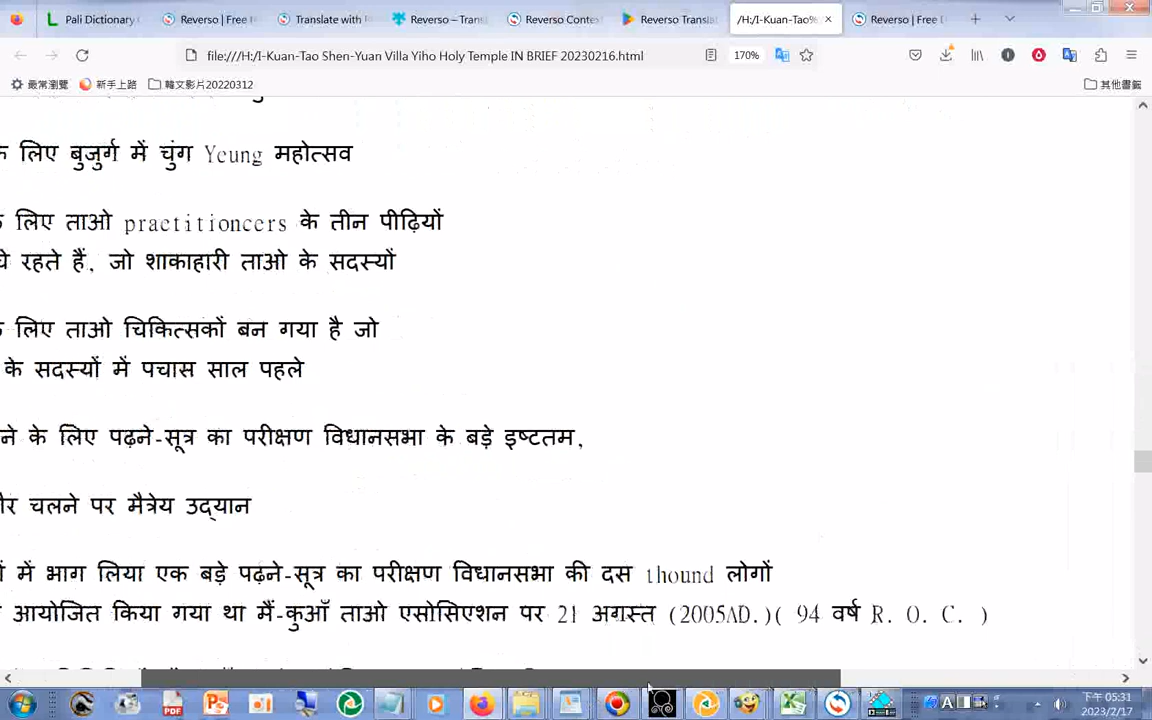 Pali Dictionary
Reverso | Free
Translate with
Reverso – Tran
Reverso Conte
Reverso Transla
/H:/I-Kuan-Tao%
Reverso | Free
file:///H:/I-Kuan-Tao Shen-Yuan Villa Yiho Holy Temple IN BRIEF 20230216.html
170%
最常瀏覽
新手上路
韓文影片20220312
其他書籤
के लिए बुजुर्ग में चुंग Yeung महोत्सव
के लिए ताओ practitioncers के तीन पीढ़ियों
रहते हैं, जो शाकाहारी ताओ के सदस्यों
के लिए ताओ चिकित्सकों बन गया है जो
के सदस्यों में पचास साल पहले
ने के लिए पढ़ने-सूत्र का परीक्षण विधानसभा के बड़े इष्टतम,
चलने पर मैत्रेय उद्यान
में भाग लिया एक बड़े पढ़ने-सूत्र का परीक्षण विधानसभा की दस thound लोगों
आयोजित किया गया था मैं-कुआँ ताओ एसोसिएशन पर 21 अगस्त (2005AD.)( 94 वर्ष R. O. C. )
下午 05:31
2023/2/17